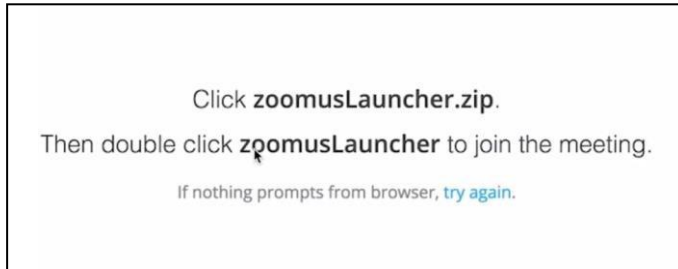 Click zoomusLauncher.zip.
Then double click zoomusLauncher to join the meeting.
If nothing prompts from browser, try again.